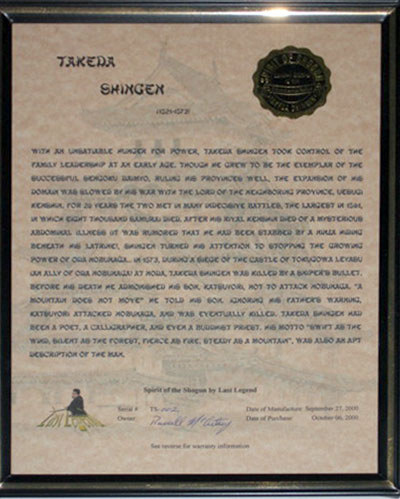 TAKEDA
SHINGEN
(1521-1573)
WITH AN UNSATIABLE HUNGER FOR POWER, TAKEDA SHINGEN TOOK CONTROL OF THE
FAMILY LEADERSHIP AT AN EARLY AGE. THOUGH HE GREW TO BE THE EXEMPLAR OF THE
SUCCESSFUL SENGOKU DAIMYO, RULING HIS PROVINCES WELL, THE EXPANSION OF HIS
DOMAIN WAS SLOWED BY HIS WAR WITH THE LORD OF THE NEIGHBORING PROVINCE, UESUGI
KENSHIN. FOR 20 YEARS THE TWO MET IN MANY INDECISIVE BATTLES, THE LARGEST IN 1561,
IN WHICH EIGHT THOUSAND SAMURAI DIED. AFTER HIS RIVAL KENSHIN DIED OF A MYSTERIOUS
ABDOMINAL ILLNESS (IT WAS RUMORED THAT HE HAD BEEN STABBED BY A NINJA HIDING
BENEATH HIS LATRINE), SHINGEN TURNED HIS ATTENTION TO STOPPING THE GROWING
POWER OF ODA NOBUNAGA. IN 1573, DURING A SIEGE OF THE CASTLE OF TOKUGOWA IEYASU
(AN ALLY OF ODA NOBUNAGA) AT NODA, TAKEDA SHINGEN WAS KILLED BY A SNIPER'S BULLET.
BEFORE HIS DEATH HE ADMONISHED HIS SON, KATSUYORI, NOT TO ATTACK NOBUNAGA. "A
MOUNTAIN DOES NOT MOVE" HE TOLD HIS SON. IGNORING HIS FATHER'S WARNING,
KATSUYORI ATTACKED NOBUNAGA, AND WAS EVENTUALLY KILLED. TAKEDA SHINGEN HAD
BEEN A POET, A CALLIGRAPHER, AND EVEN A BUDDHIST PRIEST. HIS MOTTO "SWIFT AS THE
WIND, SILENT AS THE FOREST, FIERCE AS FIRE, STEADY AS A MOUNTAIN", WAS ALSO AN APT
DESCRIPTION OF THE MAN.
Spirit of the Shogun by Last Legend
LAST LEGEND
Serial # TS-002 Date of Manufacture: September 27, 2000
Owner: Date of Purchase: October 06, 2000
See reverse for warranty information